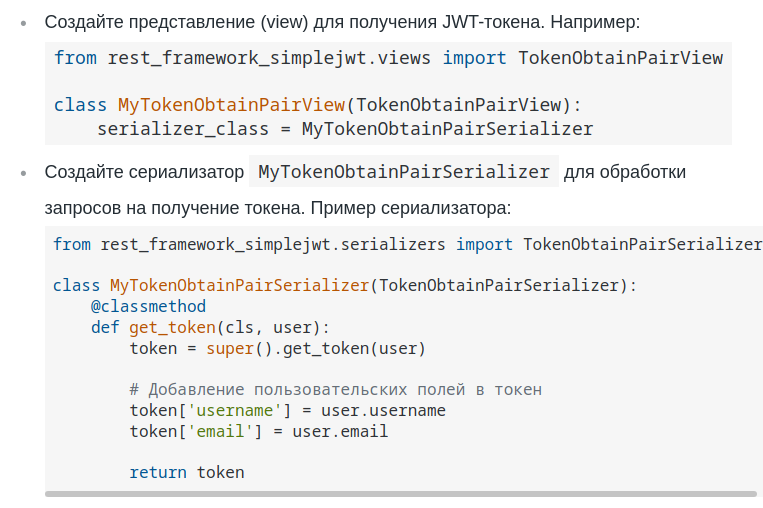 Создайте представление (view) для получения JWT-токена. Например:
from rest_framework_simplejwt.views import TokenObtainPairView
class MyTokenObtainPairView(TokenObtainPairView):
    serializer_class = MyTokenObtainPairSerializer
Создайте сериализатор MyTokenObtainPairSerializer для обработки
запросов на получение токена. Пример сериализатора:
from rest_framework_simplejwt.serializers import TokenObtainPairSerializer
class MyTokenObtainPairSerializer(TokenObtainPairSerializer):
    @classmethod
    def get_token(cls, user):
        token = super().get_token(user)
        # Добавление пользовательских полей в токен
        token['username'] = user.username
        token['email'] = user.email
        return token